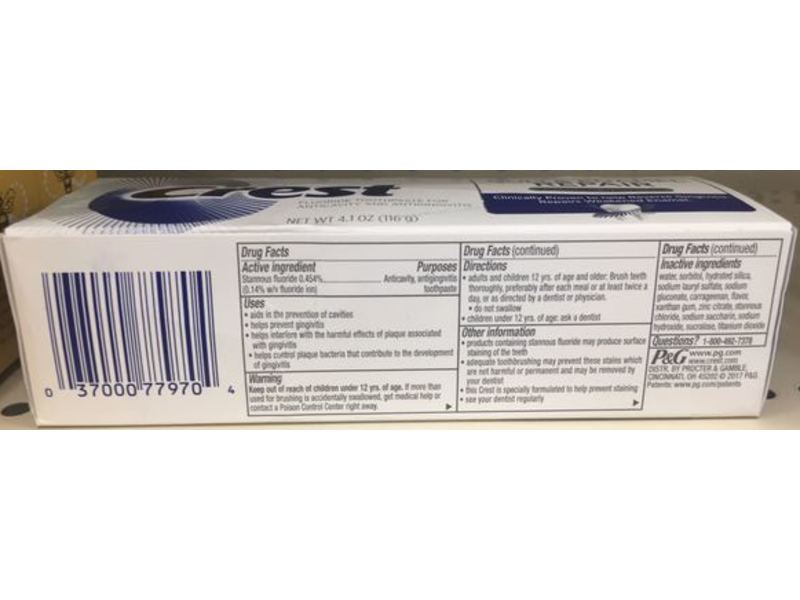 Crest
REPAIR
FLUORIDE TOOTHPASTE FOR
ANTICAVITY AND ANTIGINGIVITIS
Clinically Proven to Help Reverse Gingivitis
Repairs Weakened Enamel
NET WT 4.1 OZ (116 g)
0 37000 77970 4
Drug Facts
Active ingredient Purposes
Stannous fluoride 0.454% Anticavity, antigingivitis
(0.14% w/v fluoride ion) toothpaste
Uses
• aids in the prevention of cavities
• helps prevent gingivitis
• helps interfere with the harmful effects of plaque associated
with gingivitis
• helps control plaque bacteria that contribute to the development
of gingivitis
Warning
Keep out of reach of children under 12 yrs. of age. If more than
used for brushing is accidentally swallowed, get medical help or
contact a Poison Control Center right away.
Drug Facts (continued)
Directions
• adults and children 12 yrs. of age and older: Brush teeth
thoroughly, preferably after each meal or at least twice a
day, or as directed by a dentist or physician.
• do not swallow
• children under 12 yrs. of age: ask a dentist
Other information
• products containing stannous fluoride may produce surface
staining of the teeth
• adequate toothbrushing may prevent these stains which
are not harmful or permanent and may be removed by
your dentist
• this Crest is specially formulated to help prevent staining
• see your dentist regularly
Drug Facts (continued)
Inactive ingredients
water, sorbitol, hydrated silica,
sodium lauryl sulfate, sodium
gluconate, carrageenan, flavor,
xanthan gum, zinc citrate, stannous
chloride, sodium saccharin, sodium
hydroxide, sucralose, titanium dioxide
Questions? 1-800-492-7378
P&G www.pg.com
www.crest.com
DISTR. BY PROCTER & GAMBLE,
CINCINNATI, OH 45202 © 2017 P&G
Patents: www.pg.com/patents